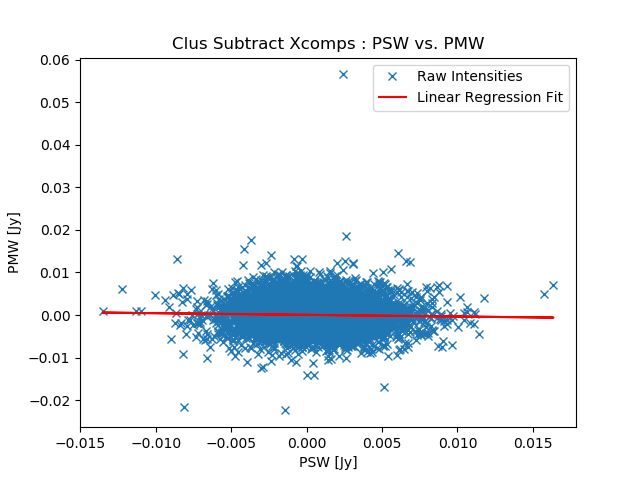 Clus Subtract Xcomps : PSW vs. PMW
Raw Intensities
Linear Regression Fit
PMW [Jy]
0.06
0.05
0.04
0.03
0.02
0.01
0.00
−0.01
−0.02
−0.015 −0.010 −0.005 0.000 0.005 0.010 0.015
PSW [Jy]